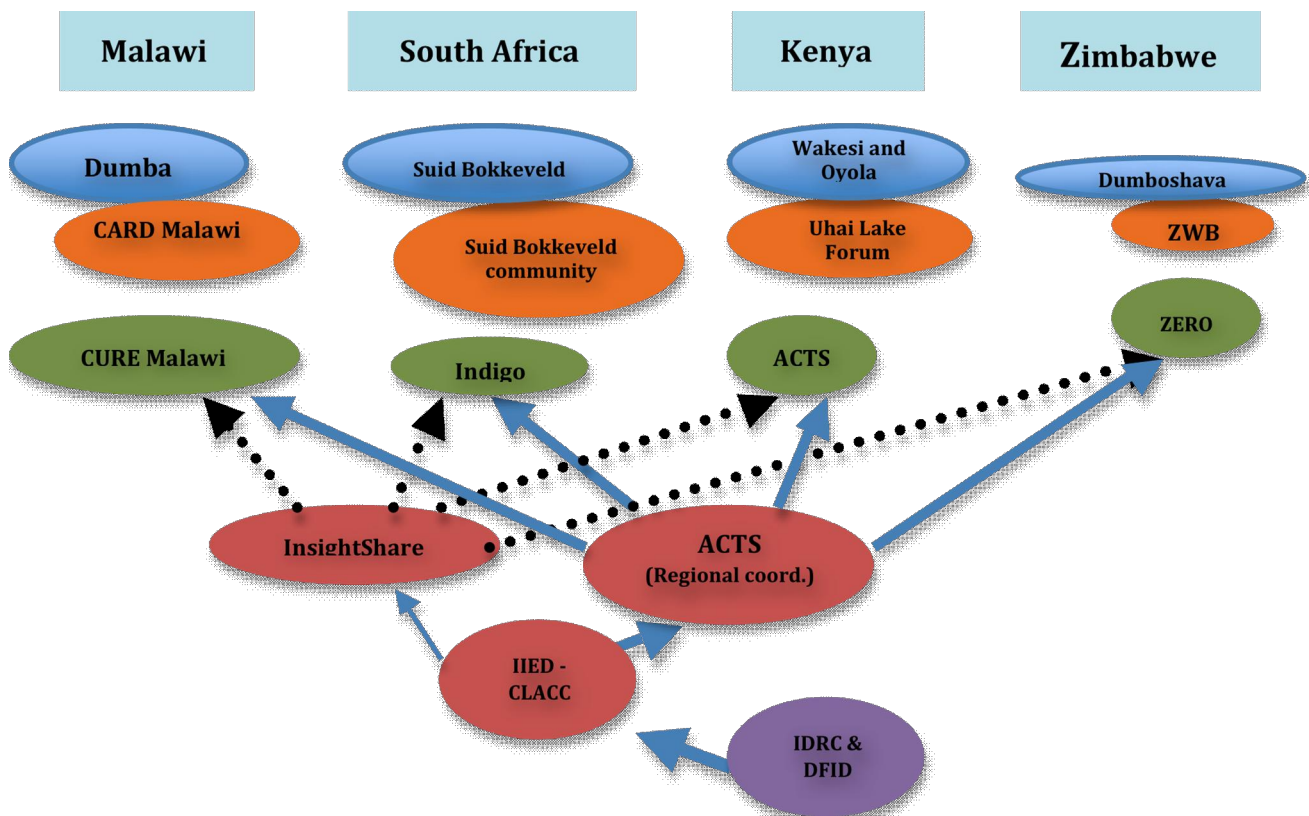 Malawi
South Africa
Kenya
Zimbabwe
Dumba
Suid Bokkeveld
Wakesi and
Oyola
Dumboshava
CARD Malawi
Suid Bokkeveld
community
Uhai Lake
Forum
ZWB
CURE Malawi
Indigo
ACTS
ZERO
InsightShare
ACTS
(Regional coord.)
IIED -
CLACC
IDRC &
DFID